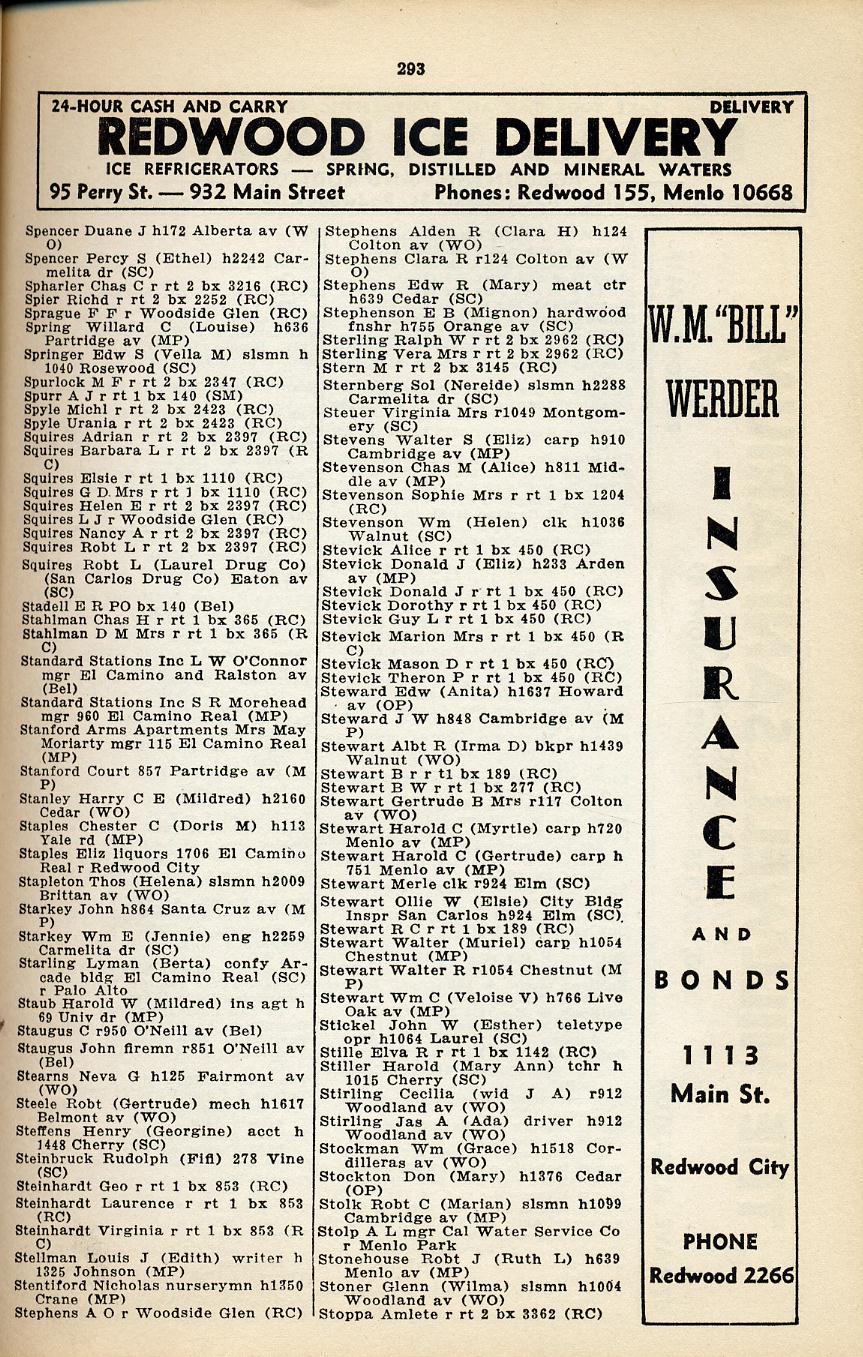 293
24-HOUR CASH AND CARRY DELIVERY
REDWOOD ICE DELIVERY
ICE REFRIGERATORS — SPRING, DISTILLED AND MINERAL WATERS
95 Perry St. — 932 Main Street Phones: Redwood 155, Menlo 10668
Spencer Duane J h172 Alberta av (W
O)
Spencer Percy S (Ethel) h2242 Car-
melita dr (SC)
Spharler Chas C r rt 2 bx 3216 (RC)
Spier Richd r rt 2 bx 2252 (RC)
Sprague F F r Woodside Glen (RC)
Spring Willard C (Louise) h636
Partridge av (MP)
Springer Edw S (Vella M) slsmn h
1040 Rosewood (SC)
Spurlock M F r rt 2 bx 2347 (RC)
Spurr A J r rt 1 bx 140 (SM)
Spyle Michl r rt 2 bx 2423 (RC)
Spyle Urania r rt 2 bx 2423 (RC)
Squires Adrian r rt 2 bx 2397 (RC)
Squires Barbara L r rt 2 bx 2397 (R
C)
Squires Elsie r rt 1 bx 1110 (RC)
Squires G D Mrs r rt 1 bx 1110 (RC)
Squires Helen E r rt 2 bx 2397 (RC)
Squires L J r Woodside Glen (RC)
Squires Nancy A r rt 2 bx 2397 (RC)
Squires Robt L r rt 2 bx 2397 (RC)
Squires Robt L (Laurel Drug Co)
(San Carlos Drug Co) Eaton av
(SC)
Stadell E R PO bx 140 (Bel)
Stahlman Chas H r rt 1 bx 365 (RC)
Stahlman D M Mrs r rt 1 bx 365 (R
C)
Standard Stations Inc L W O'Connor
mgr El Camino and Ralston av
(Bel)
Standard Stations Inc S R Morehead
mgr 960 El Camino Real (MP)
Stanford Arms Apartments Mrs May
Moriarty mgr 115 El Camino Real
(MP)
Stanford Court 857 Partridge av (M
P)
Stanley Harry C E (Mildred) h2160
Cedar (WO)
Staples Chester C (Doris M) h113
Yale rd (MP)
Staples Eliz liquors 1706 El Camino
Real r Redwood City
Stapleton Thos (Helena) slsmn h2009
Brittan av (WO)
Starkey John h864 Santa Cruz av (M
P)
Starkey Wm E (Jennie) eng h2259
Carmelita dr (SC)
Starling Lyman (Berta) confy Ar-
cade bldg El Camino Real (SC)
r Palo Alto
Staub Harold W (Mildred) ins agt h
69 Univ dr (MP)
Staugus C r950 O'Neill av (Bel)
Staugus John firemn r851 O'Neill av
(Bel)
Stearns Neva G h125 Fairmont av
(WO)
Steele Robt (Gertrude) mech h1617
Belmont av (WO)
Steffens Henry (Georgine) acct h
1448 Cherry (SC)
Steinbruck Rudolph (Fifi) 278 Vine
(SC)
Steinhardt Geo r rt 1 bx 853 (RC)
Steinhardt Laurence r rt 1 bx 853
(RC)
Steinhardt Virginia r rt 1 bx 853 (R
C)
Stellman Louis J (Edith) writer h
1325 Johnson (MP)
Stentiford Nicholas nurserymn h1350
Crane (MP)
Stephens A O r Woodside Glen (RC)
Stephens Alden R (Clara H) h124
Colton av (WO)
Stephens Clara R r124 Colton av (W
O)
Stephens Edw R (Mary) meat ctr
h639 Cedar (SC)
Stephenson E B (Mignon) hardwood
fnshr h755 Orange av (SC)
Sterling Ralph W r rt 2 bx 2962 (RC)
Sterling Vera Mrs r rt 2 bx 2962 (RC)
Stern M r rt 2 bx 3145 (RC)
Sternberg Sol (Nereide) slsmn h2288
Carmelita dr (SC)
Steuer Virginia Mrs r1049 Montgom-
ery (SC)
Stevens Walter S (Eliz) carp h910
Cambridge av (MP)
Stevenson Chas M (Alice) h811 Mid-
dle av (MP)
Stevenson Sophie Mrs r rt 1 bx 1204
(RC)
Stevenson Wm (Helen) clk h1036
Walnut (SC)
Stevick Alice r rt 1 bx 450 (RC)
Stevick Donald J (Eliz) h233 Arden
av (MP)
Stevick Donald J r rt 1 bx 450 (RC)
Stevick Dorothy r rt 1 bx 450 (RC)
Stevick Guy L r rt 1 bx 450 (RC)
Stevick Marion Mrs r rt 1 bx 450 (R
C)
Stevick Mason D r rt 1 bx 450 (RC)
Stevick Theron P r rt 1 bx 450 (RC)
Steward Edw (Anita) h1637 Howard
av (OP)
Steward J W h848 Cambridge av (M
P)
Stewart Albt R (Irma D) bkpr h1439
Walnut (WO)
Stewart B r r t1 bx 189 (RC)
Stewart B W r rt 1 bx 277 (RC)
Stewart Gertrude B Mrs r117 Colton
av (WO)
Stewart Harold C (Myrtle) carp h720
Menlo av (MP)
Stewart Harold C (Gertrude) carp h
751 Menlo av (MP)
Stewart Merle clk r924 Elm (SC)
Stewart Ollie W (Elsie) City Bldg
Inspr San Carlos h924 Elm (SC)
Stewart R C r rt 1 bx 189 (RC)
Stewart Walter (Muriel) carp h1054
Chestnut (MP)
Stewart Walter R r1054 Chestnut (M
P)
Stewart Wm C (Veloise V) h766 Live
Oak av (MP)
Stickel John W (Esther) teletype
opr h1064 Laurel (SC)
Stille Elva R r rt 1 bx 1142 (RC)
Stiller Harold (Mary Ann) tchr h
1015 Cherry (SC)
Stirling Cecilia (wid J A) r912
Woodland av (WO)
Stirling Jas A (Ada) driver h912
Woodland av (WO)
Stockman Wm (Grace) h1518 Cor-
dilleras av (WO)
Stockton Don (Mary) h1376 Cedar
(OP)
Stolk Robt C (Marian) slsmn h1099
Cambridge av (MP)
Stolp A L mgr Cal Water Service Co
r Menlo Park
Stonehouse Robt J (Ruth L) h639
Menlo av (MP)
Stoner Glenn (Wilma) slsmn h1004
Woodland av (WO)
Stoppa Amlete r rt 2 bx 3362 (RC)
W.M. "BILL"
WERDER
INSURANCE
AND
BONDS
1113
Main St.
Redwood City
PHONE
Redwood 2266